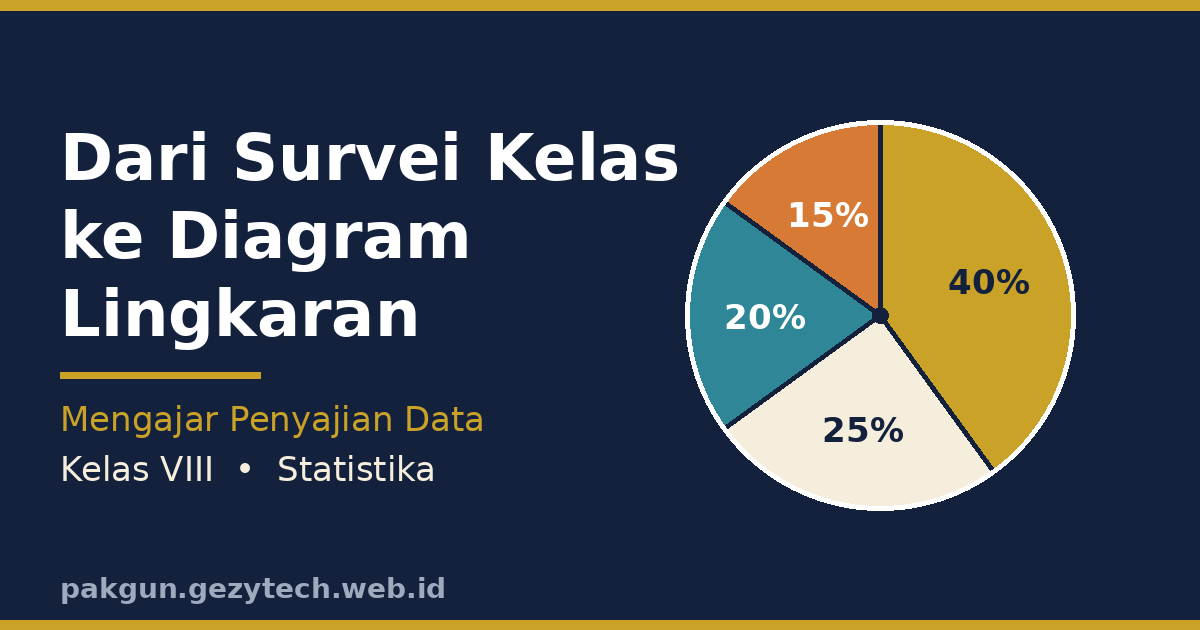 Dari Survei Kelas
ke Diagram
Lingkaran
Mengajar Penyajian Data
Kelas VIII • Statistika
pakgun.gezytech.web.id
15%
40%
20%
25%